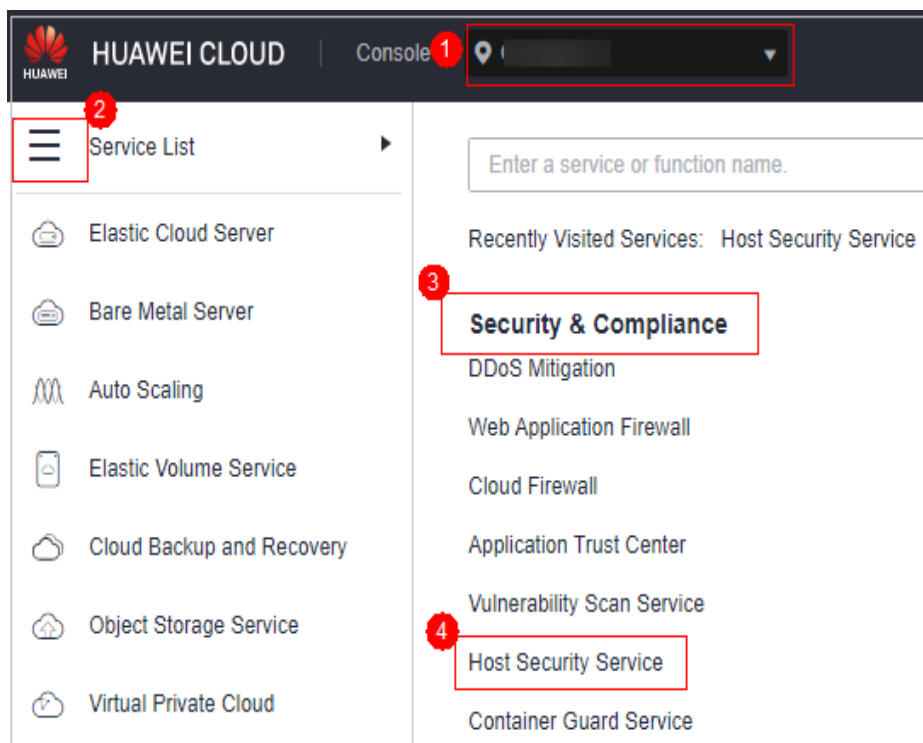 HUAWEI
HUAWEI CLOUD
Console
1
2
Service List
Elastic Cloud Server
Bare Metal Server
Auto Scaling
Elastic Volume Service
Cloud Backup and Recovery
Object Storage Service
Virtual Private Cloud
Enter a service or function name.
Recently Visited Services: Host Security Service
3
Security & Compliance
DDoS Mitigation
Web Application Firewall
Cloud Firewall
Application Trust Center
Vulnerability Scan Service
4
Host Security Service
Container Guard Service